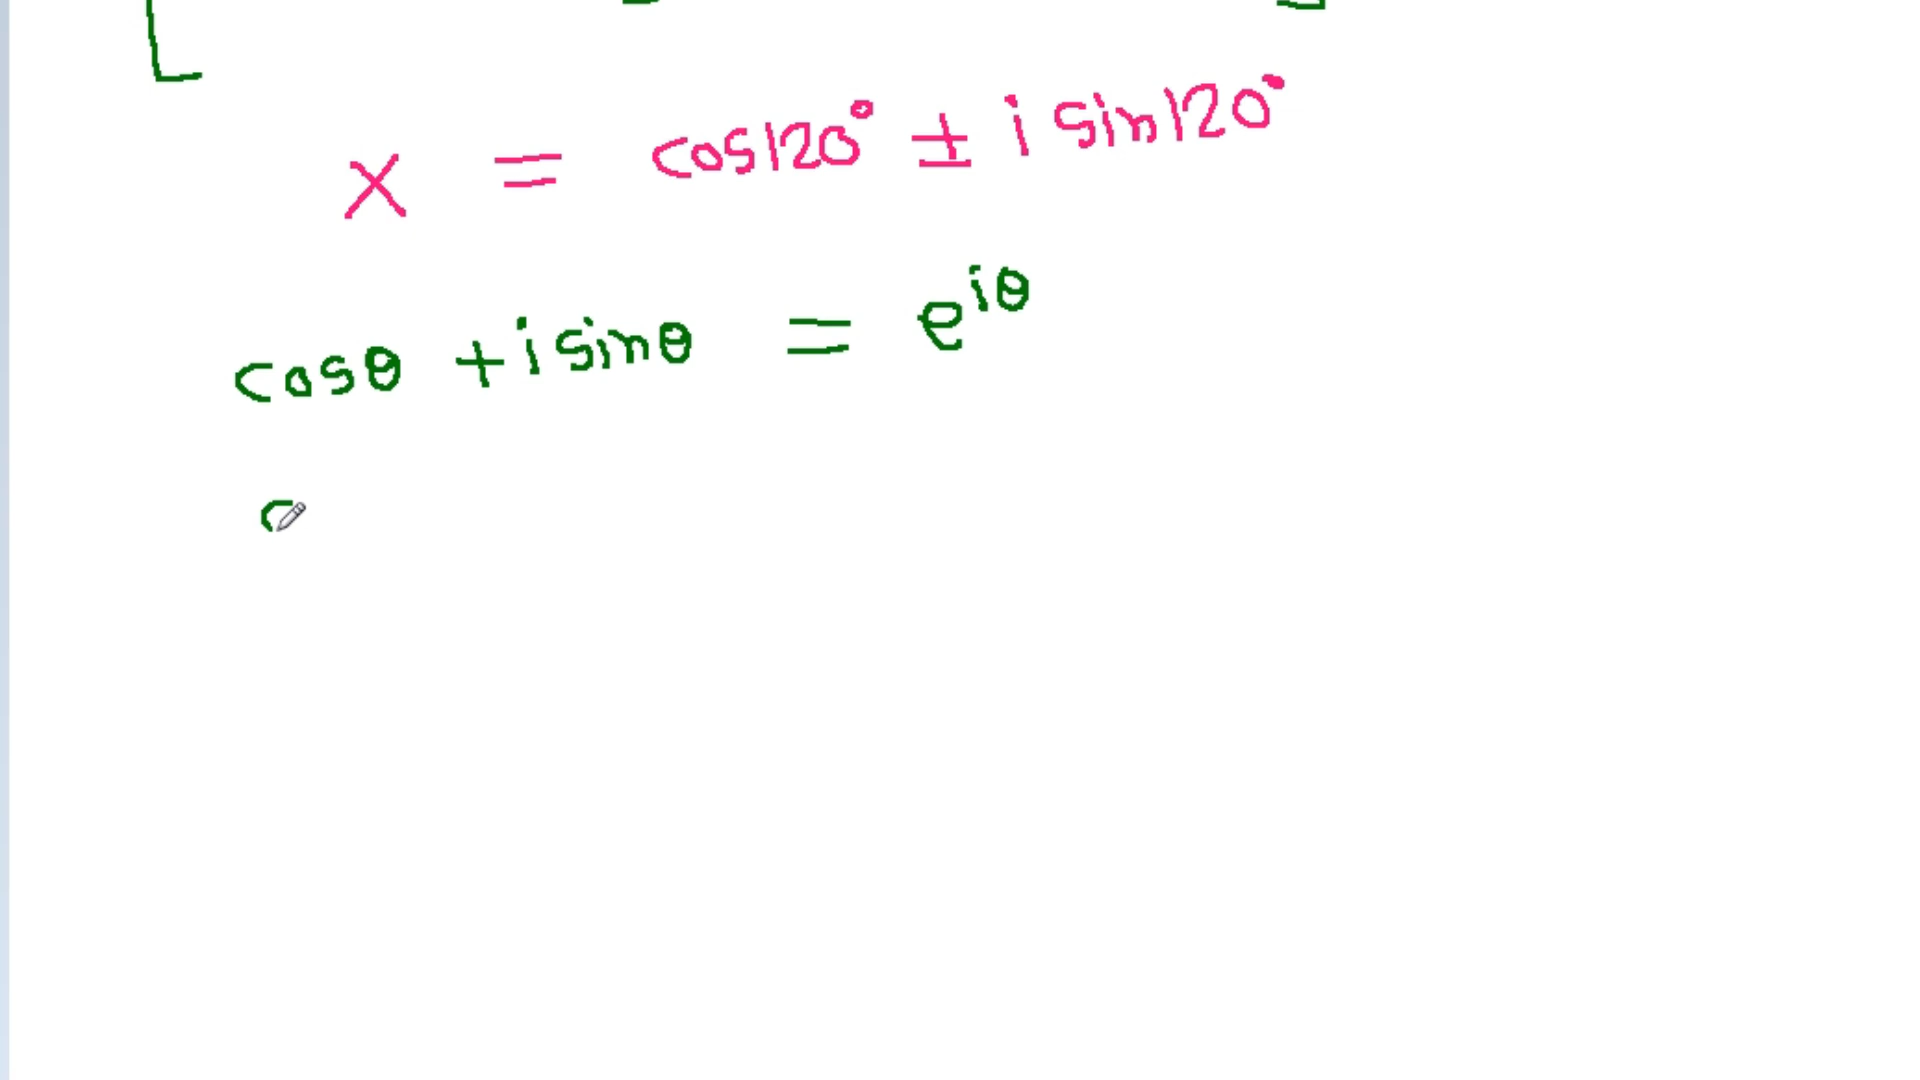 x = cos120° ± i sin120°
cosθ + i sinθ = e^{iθ}
c